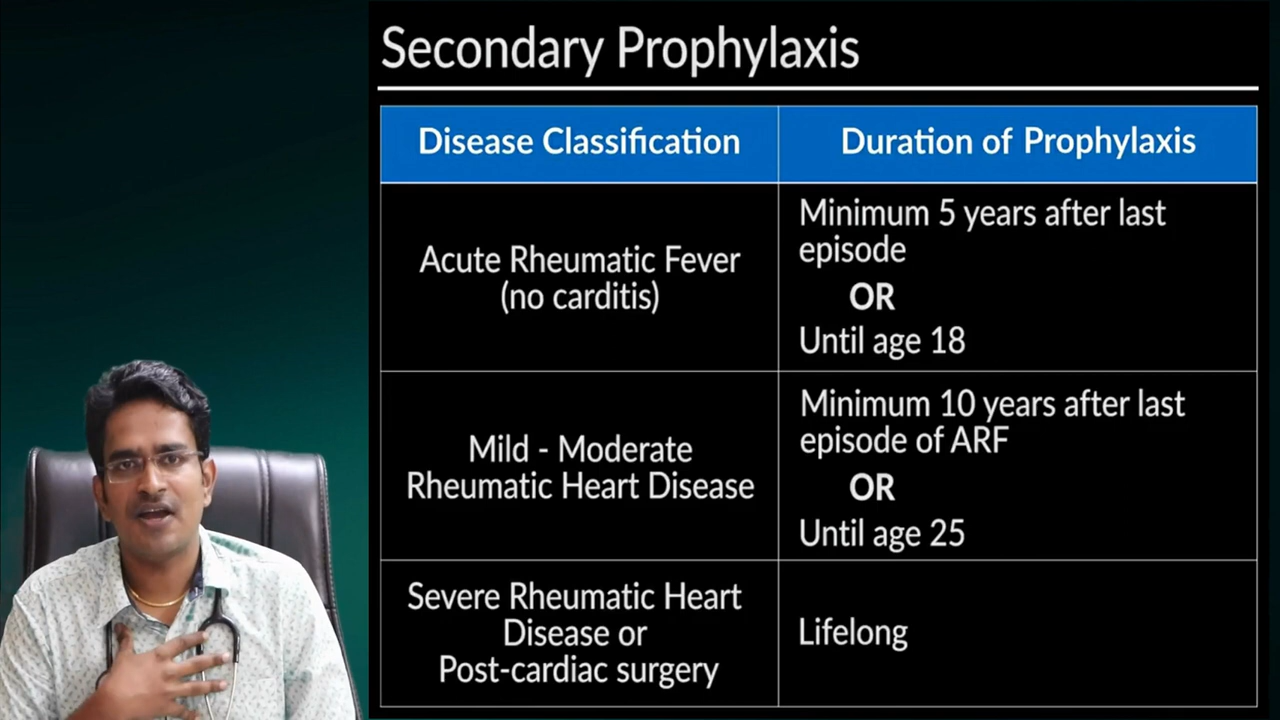 Secondary Prophylaxis
Disease Classification
Duration of Prophylaxis
Acute Rheumatic Fever
(no carditis)
Minimum 5 years after last
episode
OR
Until age 18
Mild - Moderate
Rheumatic Heart Disease
Minimum 10 years after last
episode of ARF
OR
Until age 25
Severe Rheumatic Heart
Disease or
Post-cardiac surgery
Lifelong